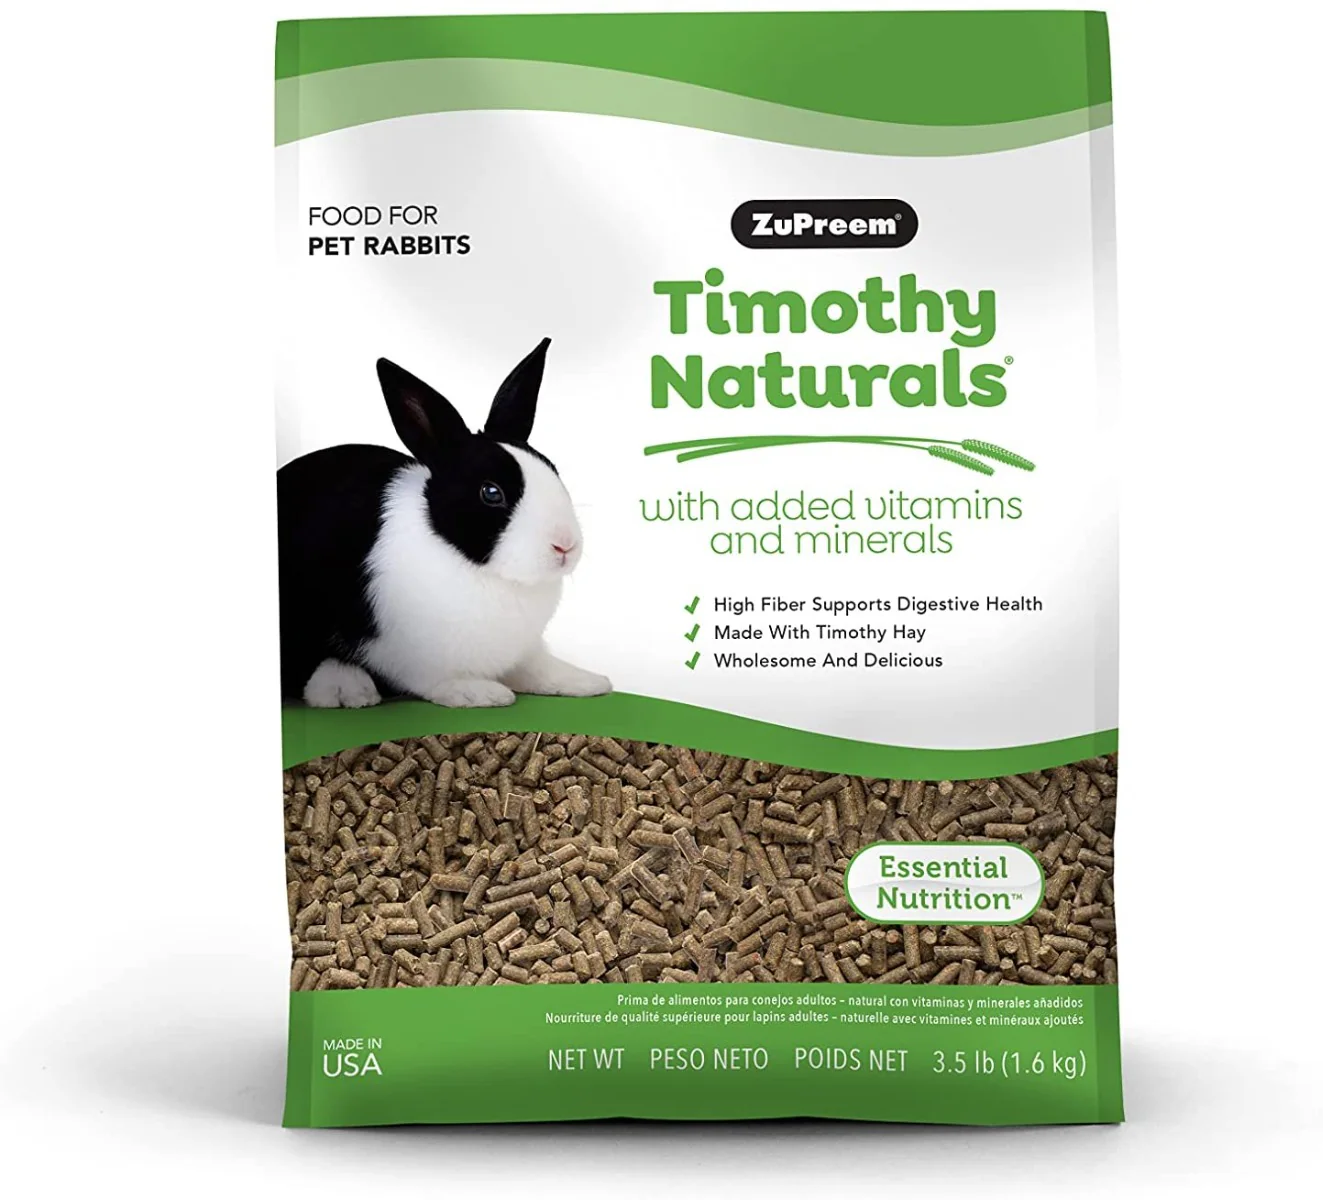 FOOD FOR
PET RABBITS
ZuPreem®
Timothy
Naturals®
with added vitamins
and minerals
High Fiber Supports Digestive Health
Made With Timothy Hay
Wholesome And Delicious
Essential
Nutrition™
Prima de alimentos para conejos adultos – natural con vitaminas y minerales añadidos
Nourriture de qualité supérieure pour lapins adultes – naturelle avec vitamines et minéraux ajoutés
MADE IN
USA
NET WT PESO NETO POIDS NET 3.5 lb (1.6 kg)